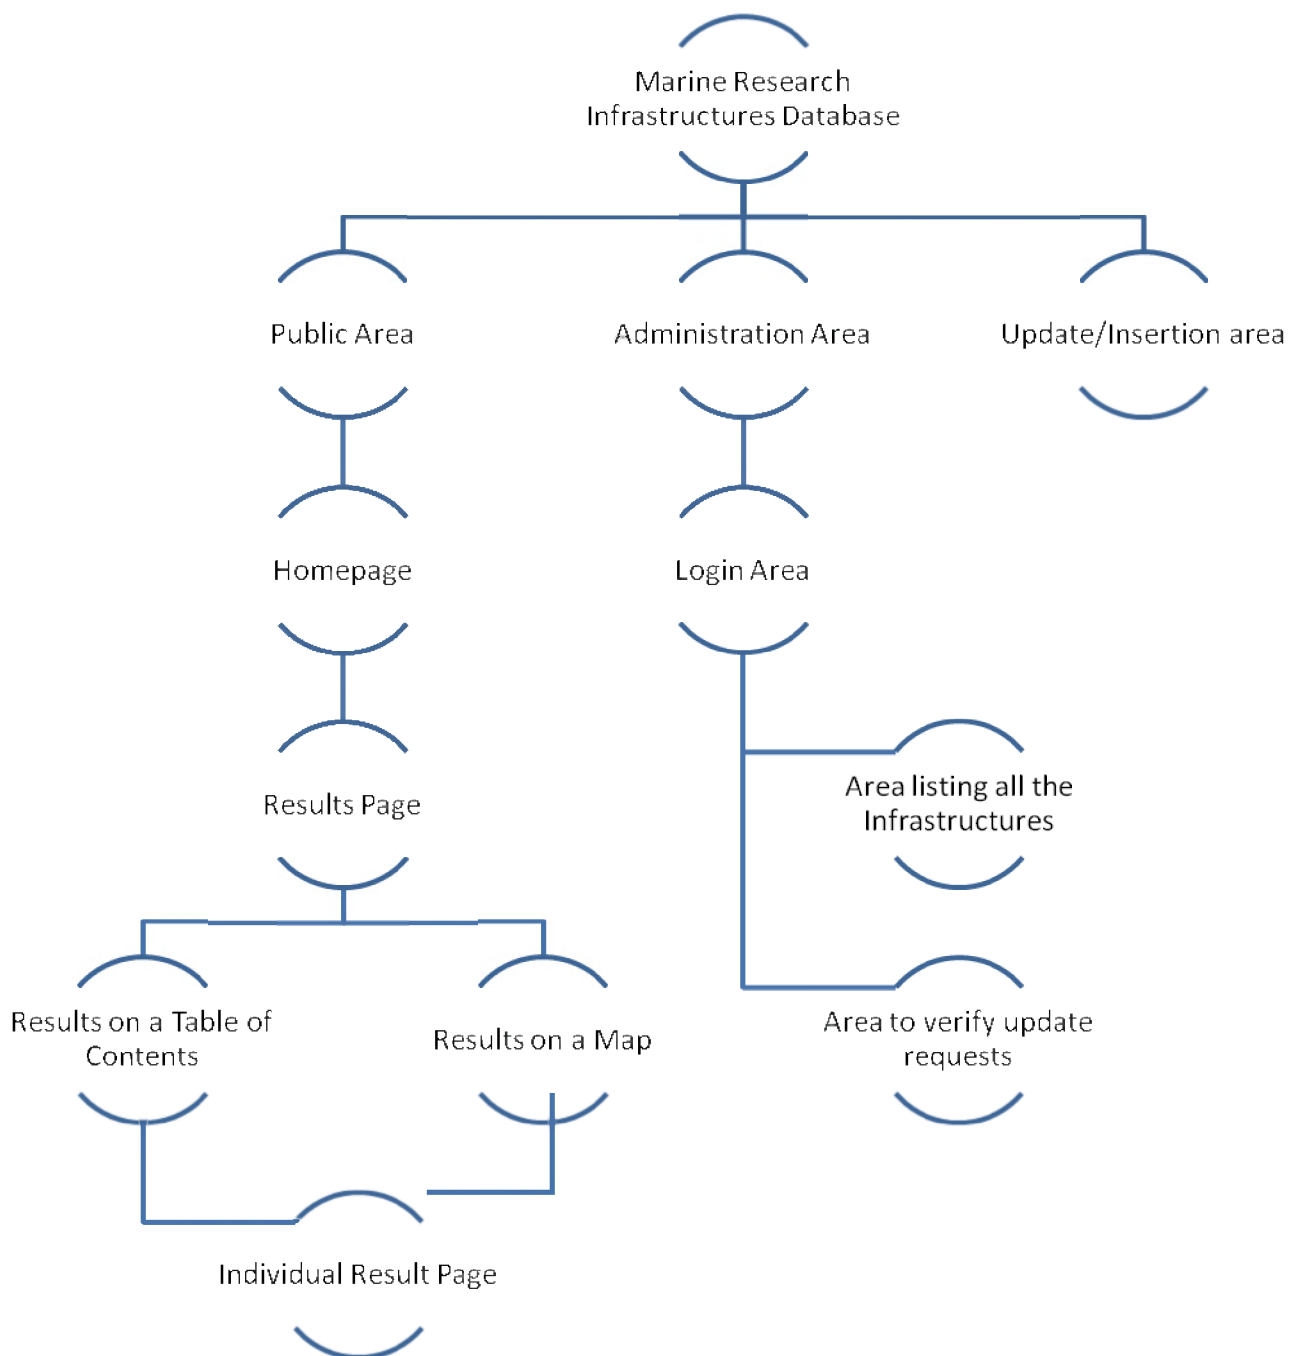 Marine Research
Infrastructures Database
Public Area
Administration Area
Update/Insertion area
Homepage
Login Area
Results Page
Area listing all the
Infrastructures
Results on a Table of
Contents
Results on a Map
Area to verify update
requests
Individual Result Page